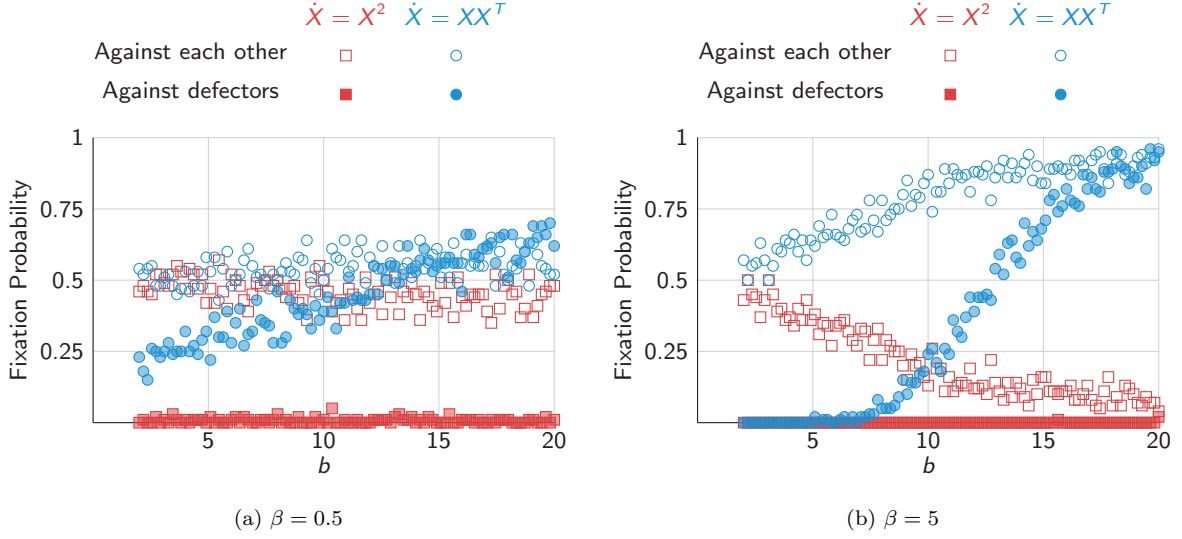 Ẋ = X² Ẋ = XXᵀ
Against each other
Against defectors
1
0.75
0.5
0.25
5 10 15 20
Fixation Probability
b
(a) β = 0.5
Ẋ = X² Ẋ = XXᵀ
Against each other
Against defectors
1
0.75
0.5
0.25
5 10 15 20
Fixation Probability
b
(b) β = 5